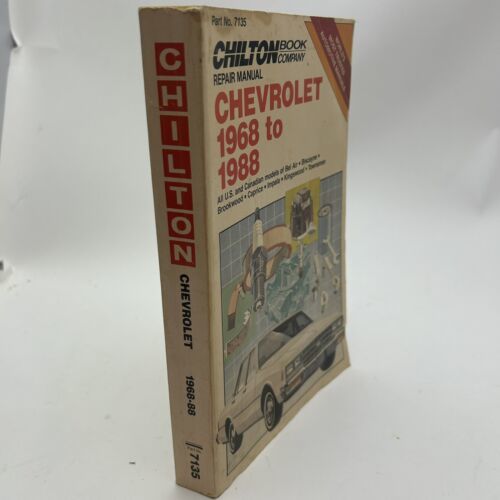 Part No. 7135
CHILTON BOOK
COMPANY
REPAIR MANUAL
CHEVROLET
1968 to
1988
All U.S. and Canadian models of Bel Air • Biscayne •
Brookwood • Caprice • Impala • Kingswood • Townsman
CHILTON
CHEVROLET
1968-88
7135